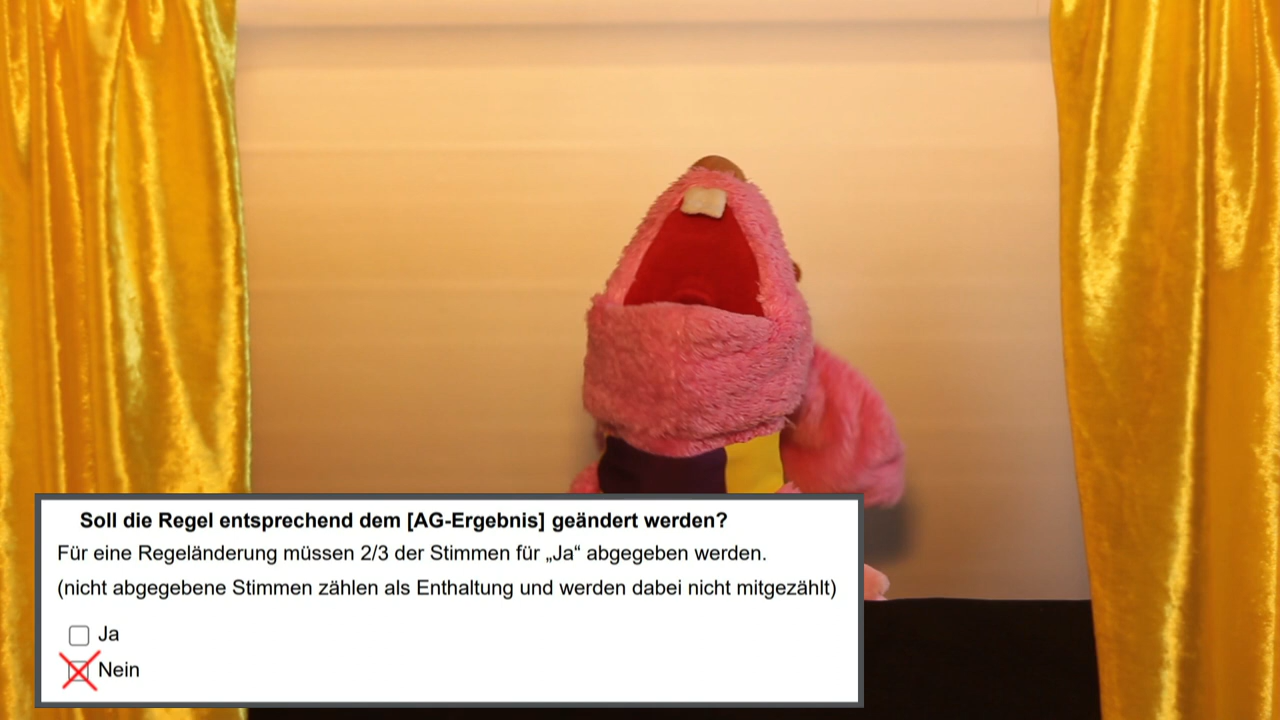 Soll die Regel entsprechend dem [AG-Ergebnis] geändert werden?
Für eine Regeländerung müssen 2/3 der Stimmen für „Ja“ abgegeben werden.
(nicht abgegebene Stimmen zählen als Enthaltung und werden dabei nicht mitgezählt)
Ja
Nein